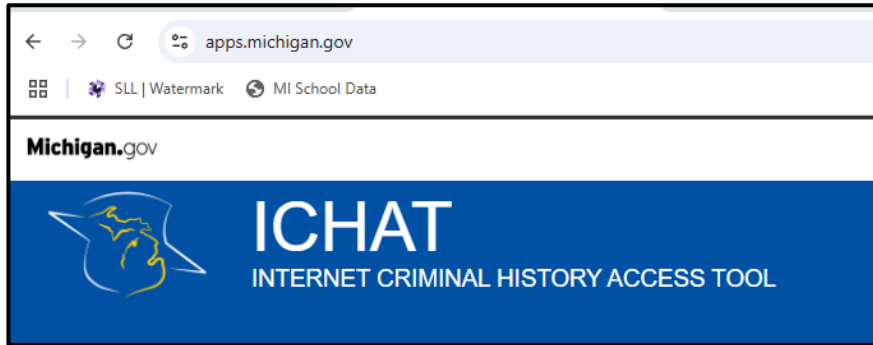 apps.michigan.gov
SLL | Watermark MI School Data
Michigan.gov
ICHAT
INTERNET CRIMINAL HISTORY ACCESS TOOL